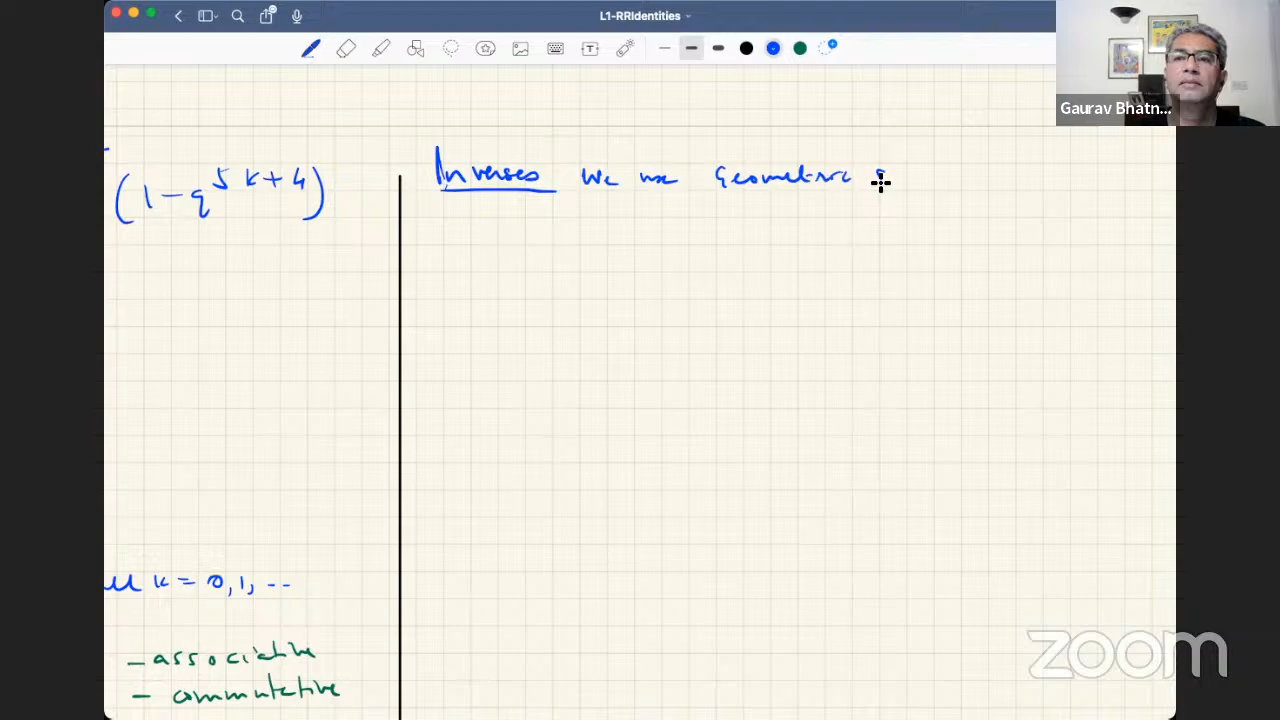 L1-RRIdentities
Gaurav Bhatn...
(1-q^{5k+4})
Inverses We use geometric s
k=0,1,--
- associative
- commutative
zoom